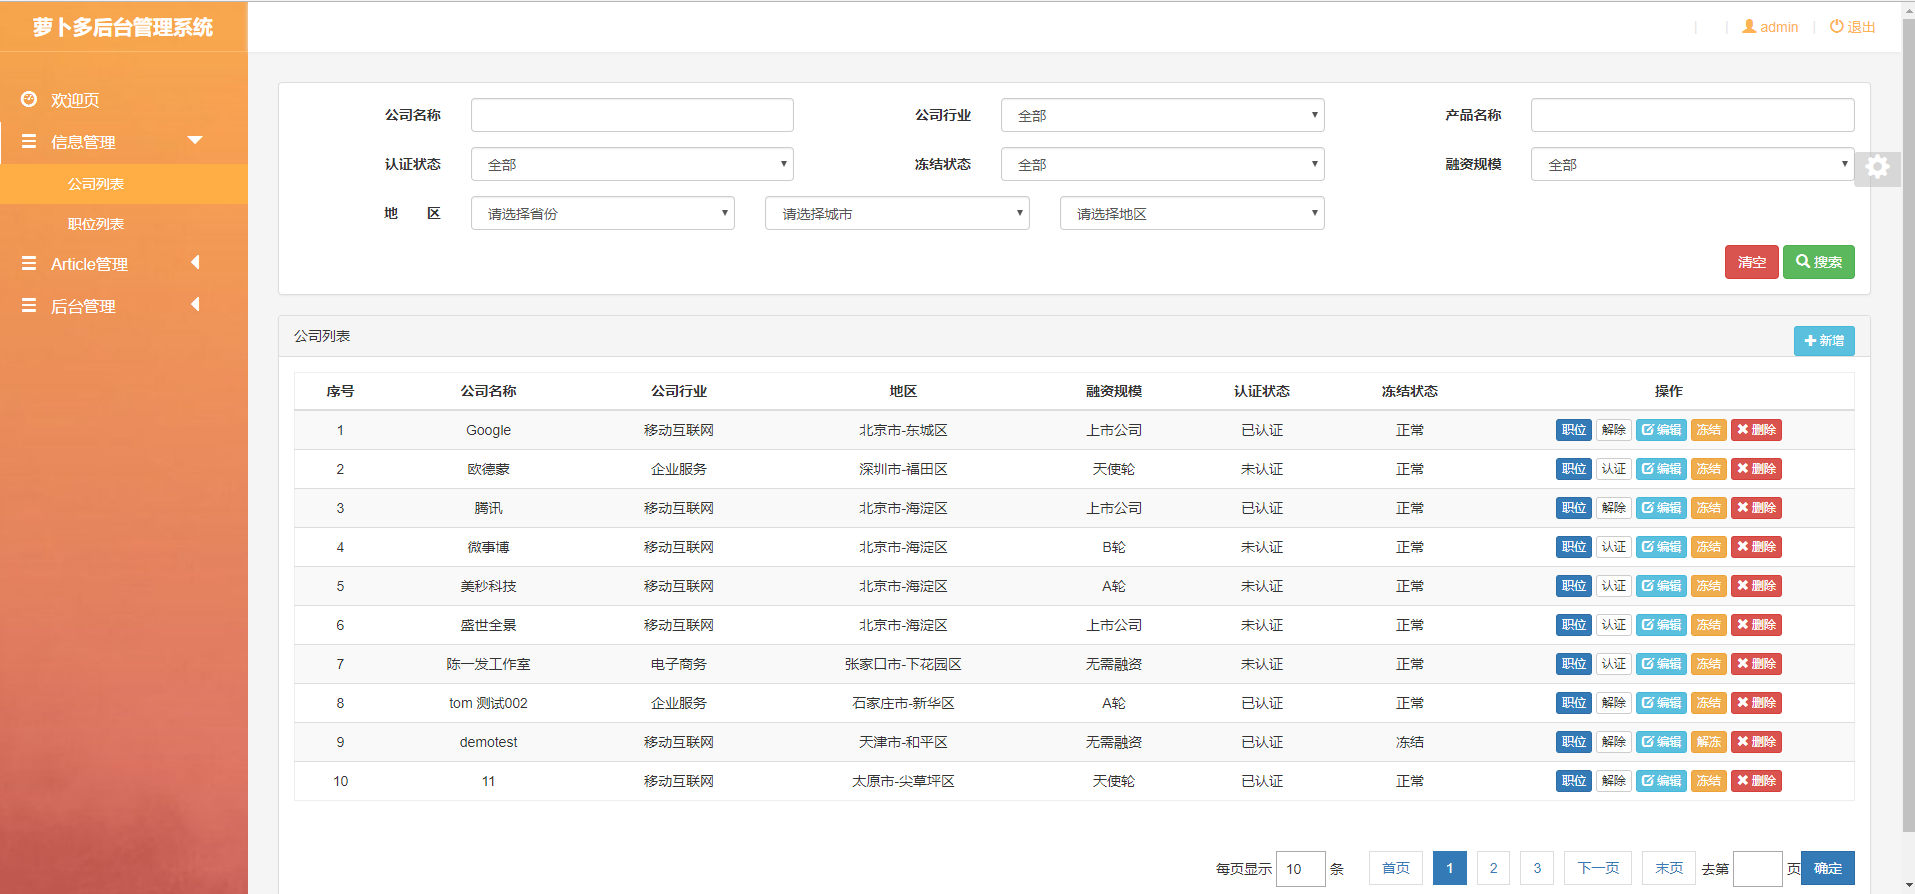 萝卜多后台管理系统
admin
退出
欢迎页
信息管理
公司列表
职位列表
Article管理
后台管理
公司名称 公司行业 全部 产品名称
认证状态 全部 冻结状态 全部 融资规模 全部
地 区 请选择省份 请选择城市 请选择地区
清空 搜索
公司列表 新增
序号 公司名称 公司行业 地区 融资规模 认证状态 冻结状态 操作
1 Google 移动互联网 北京市-东城区 上市公司 已认证 正常 职位 解除 编辑 冻结 删除
2 欧德蒙 企业服务 深圳市-福田区 天使轮 未认证 正常 职位 认证 编辑 冻结 删除
3 腾讯 移动互联网 北京市-海淀区 上市公司 已认证 正常 职位 解除 编辑 冻结 删除
4 微事博 移动互联网 北京市-海淀区 B轮 未认证 正常 职位 认证 编辑 冻结 删除
5 美秒科技 移动互联网 北京市-海淀区 A轮 未认证 正常 职位 认证 编辑 冻结 删除
6 盛世全景 移动互联网 北京市-海淀区 上市公司 未认证 正常 职位 认证 编辑 冻结 删除
7 陈一发工作室 电子商务 张家口市-下花园区 无需融资 未认证 正常 职位 认证 编辑 冻结 删除
8 tom 测试002 企业服务 石家庄市-新华区 A轮 已认证 正常 职位 解除 编辑 冻结 删除
9 demotest 移动互联网 天津市-和平区 无需融资 已认证 冻结 职位 解除 编辑 解冻 删除
10 11 移动互联网 太原市-尖草坪区 天使轮 已认证 正常 职位 解除 编辑 冻结 删除
每页显示 10 条 首页 1 2 3 下一页 末页 去第 页 确定